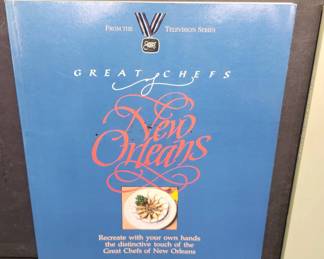 FROM THE TELEVISION SERIES
GREAT CHEFS
of
New
Orleans
Recreate with your own hands
the distinctive touch of the
Great Chefs of New Orleans